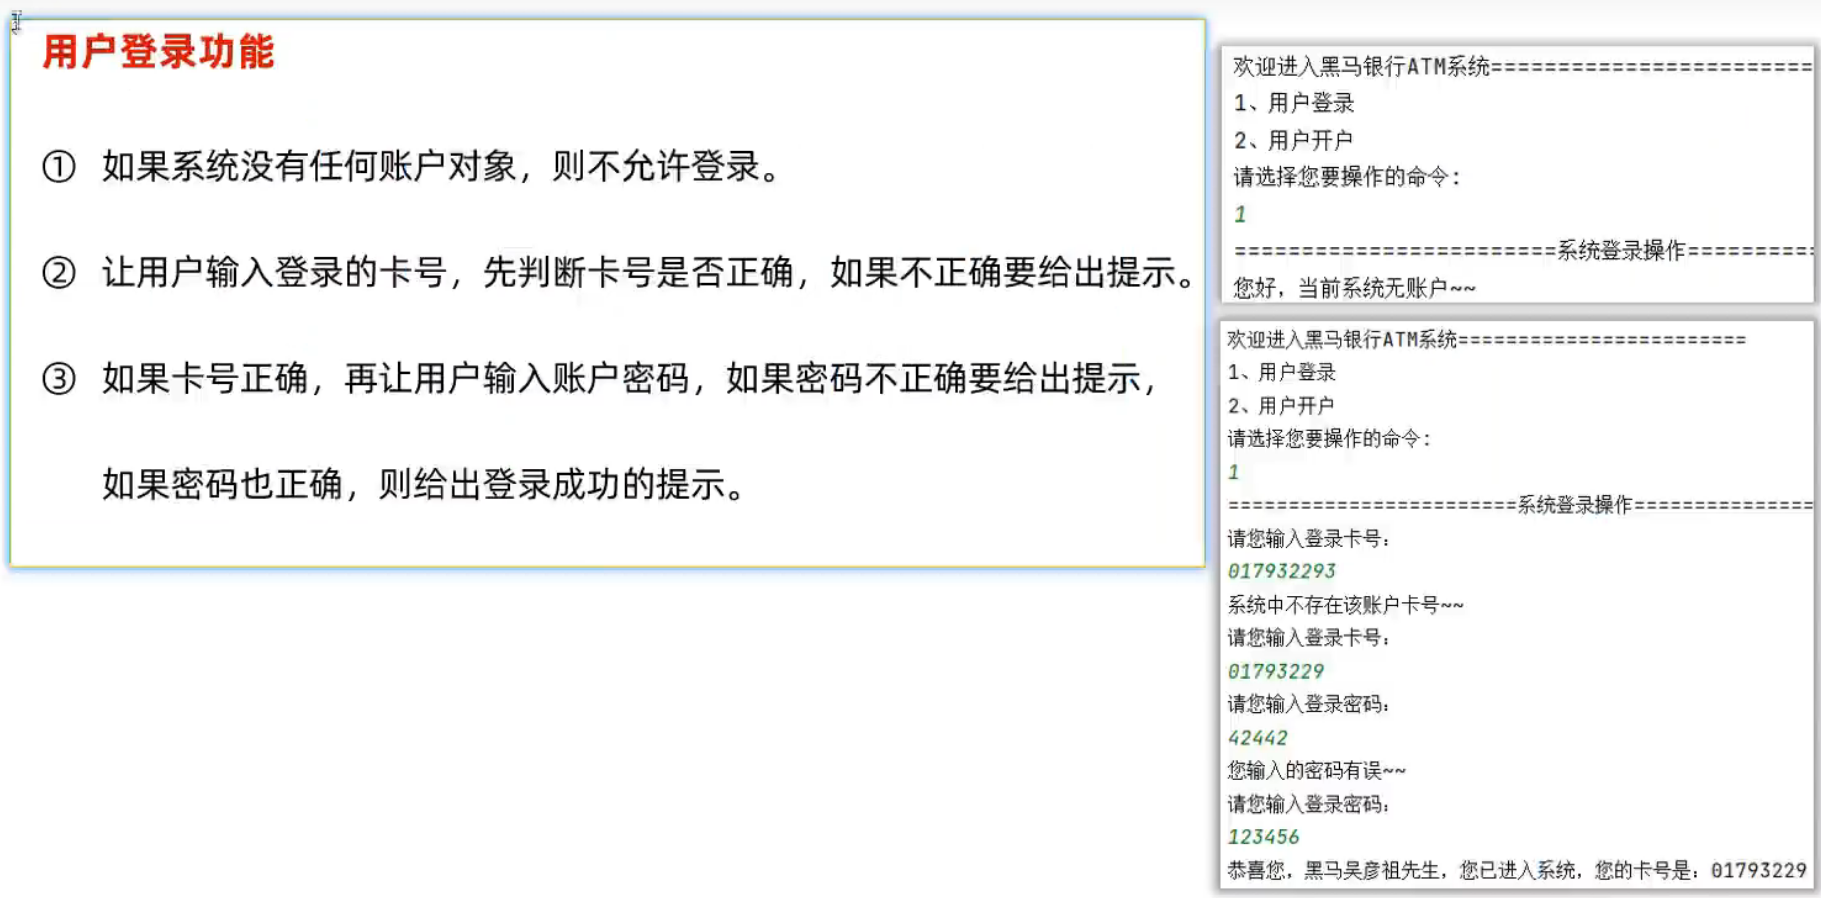 用户登录功能
① 如果系统没有任何账户对象，则不允许登录。
② 让用户输入登录的卡号，先判断卡号是否正确，如果不正确要给出提示。
③ 如果卡号正确，再让用户输入账户密码，如果密码不正确要给出提示，
如果密码也正确，则给出登录成功的提示。
欢迎进入黑马银行ATM系统========================
1、用户登录
2、用户开户
请选择您要操作的命令：
1
========================系统登录操作==========
您好，当前系统无账户~~
欢迎进入黑马银行ATM系统========================
1、用户登录
2、用户开户
请选择您要操作的命令：
1
========================系统登录操作===============
请您输入登录卡号：
017932293
系统中不存在该账户卡号~~
请您输入登录卡号：
01793229
请您输入登录密码：
42442
您输入的密码有误~~
请您输入登录密码：
123456
恭喜您，黑马吴彦祖先生，您已进入系统，您的卡号是：01793229